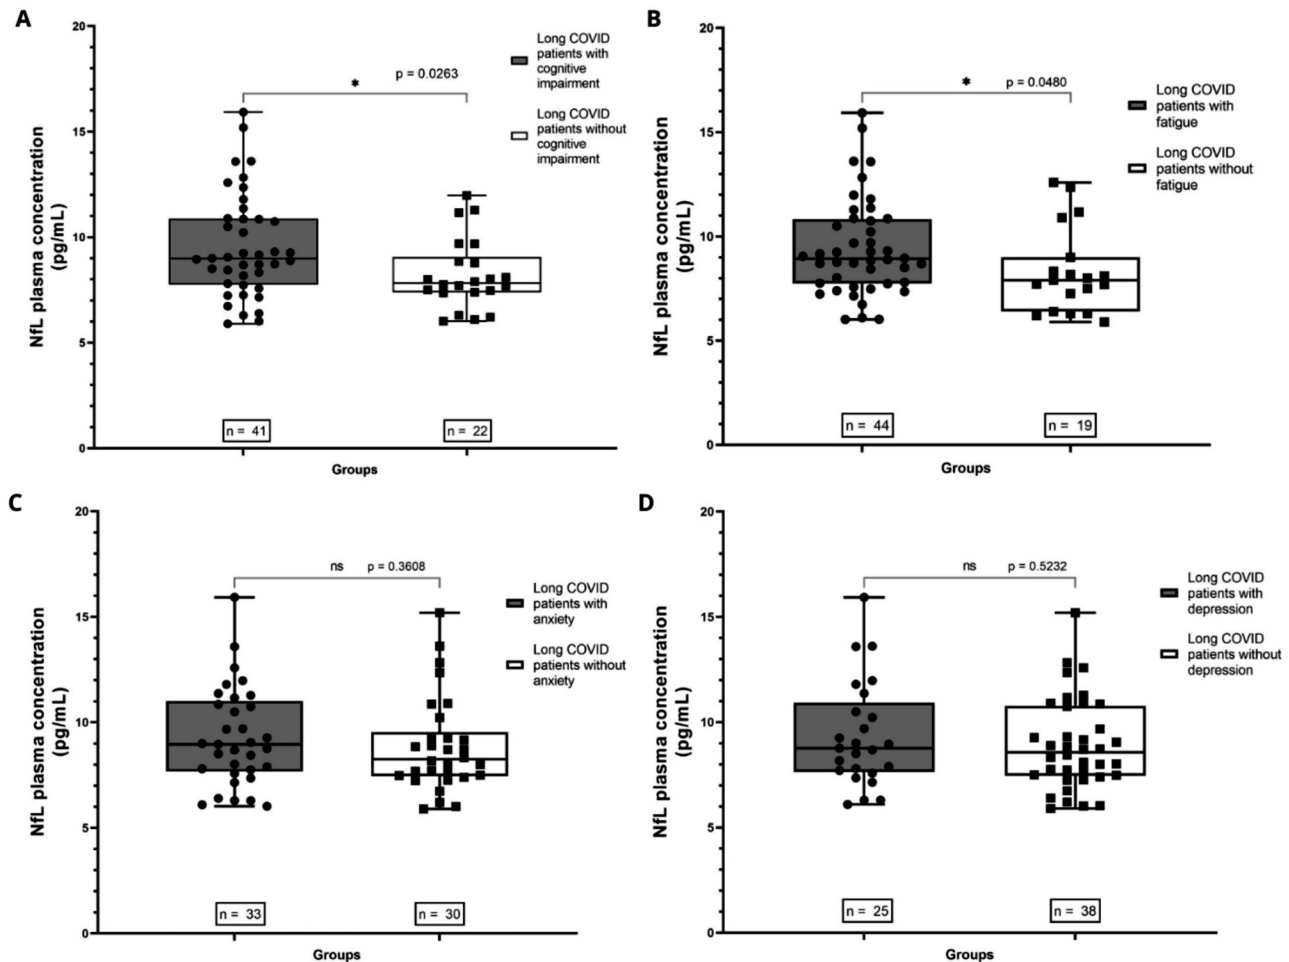 A
NfL plasma concentration
(pg/mL)
20
15
10
5
0
*
p = 0.0263
Long COVID
patients with
cognitive
impairment
Long COVID
patients without
cognitive
impairment
n = 41
n = 22
Groups
B
NfL plasma concentration
(pg/mL)
20
15
10
5
0
*
p = 0.0480
Long COVID
patients with
fatigue
Long COVID
patients without
fatigue
n = 44
n = 19
Groups
C
NfL plasma concentration
(pg/mL)
20
15
10
5
0
ns
p = 0.3608
Long COVID
patients with
anxiety
Long COVID
patients without
anxiety
n = 33
n = 30
Groups
D
NfL plasma concentration
(pg/mL)
20
15
10
5
0
ns
p = 0.5232
Long COVID
patients with
depression
Long COVID
patients without
depression
n = 25
n = 38
Groups